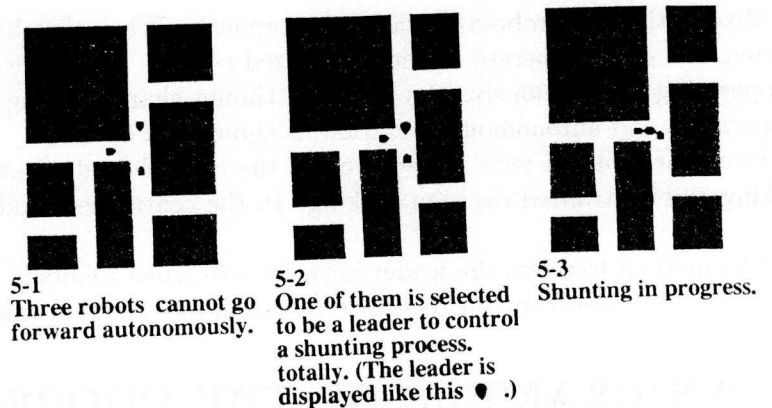 5-1
Three robots cannot go
forward autonomously.
5-2
One of them is selected
to be a leader to control
a shunting process.
totally. (The leader is
displayed like this .)
5-3
Shunting in progress.